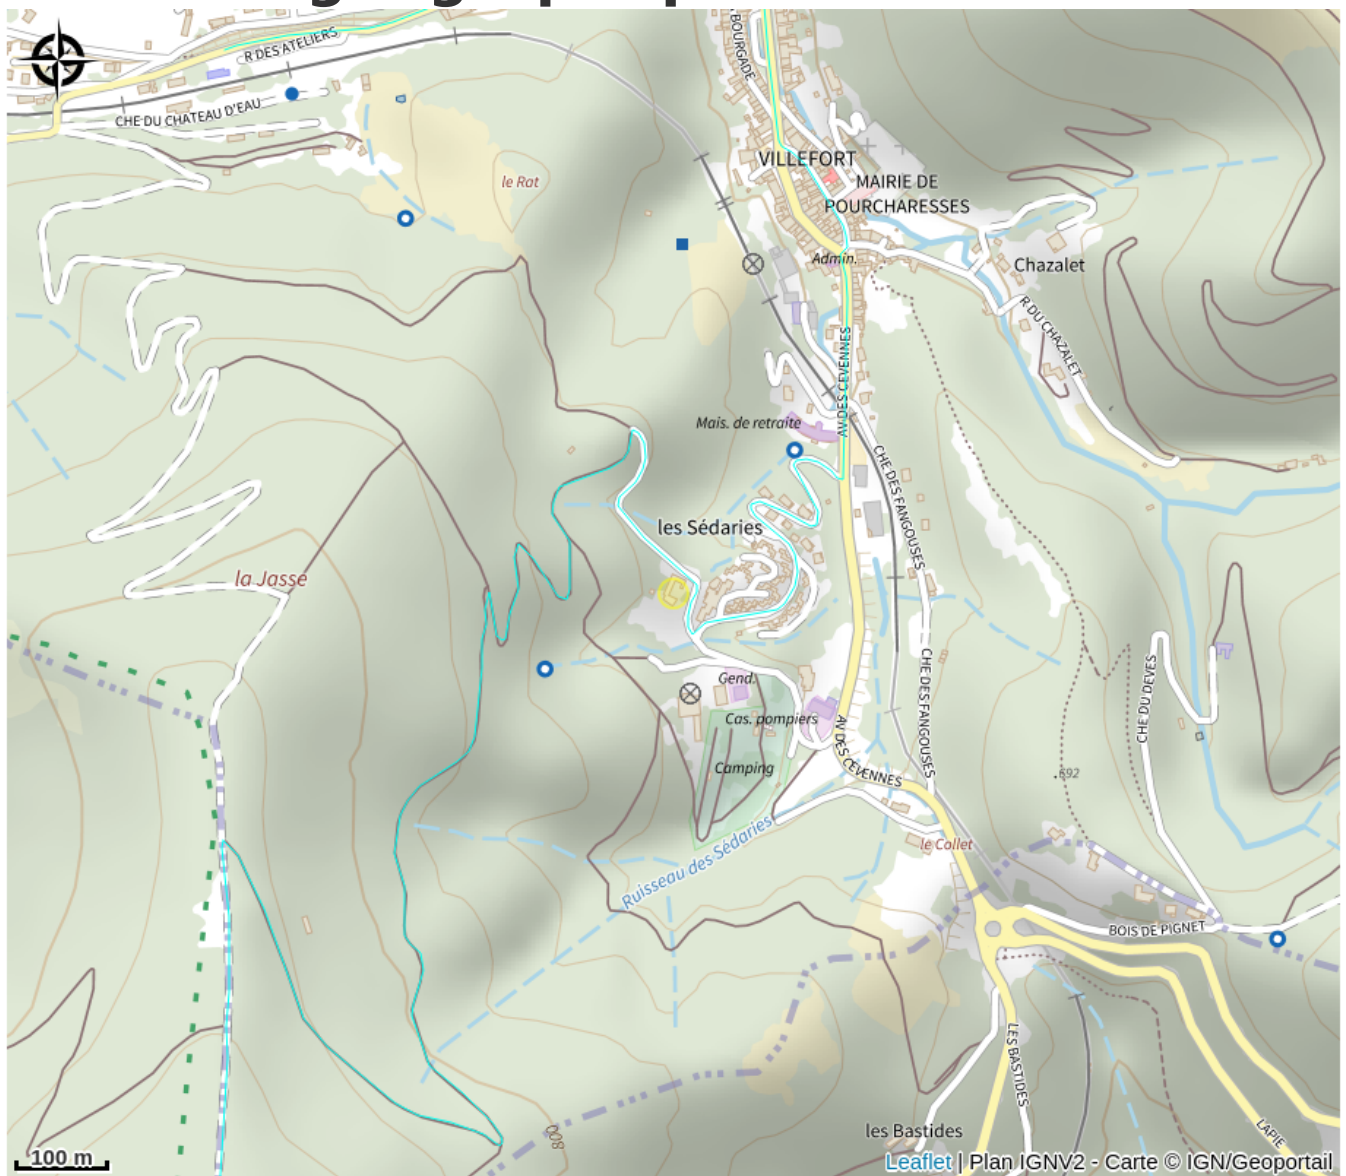 R DES ATELIERS
BOURGADE
CHE DU CHATEAU D'EAU
VILLEFORT
le Rat
MAIRIE DE
POURCHARESSES
Admin.
Chazalet
R DU CHAZALET
AV DES CEVENNES
Mais. de retraite
CHE DES FANGOUSES
les Sédaries
la Jasse
CHE DES FANGOUSES
CHE DU DEVES
Gend.
Cas. pompiers
AV DES CEVENNES
Camping
.692
Ruisseau des Sédaries
le Collet
BOIS DE PIGNET
LES BASTIDES
800
les Bastides
LAPIE
100 m
Leaflet | Plan IGNV2 - Carte © IGN/Geoportail